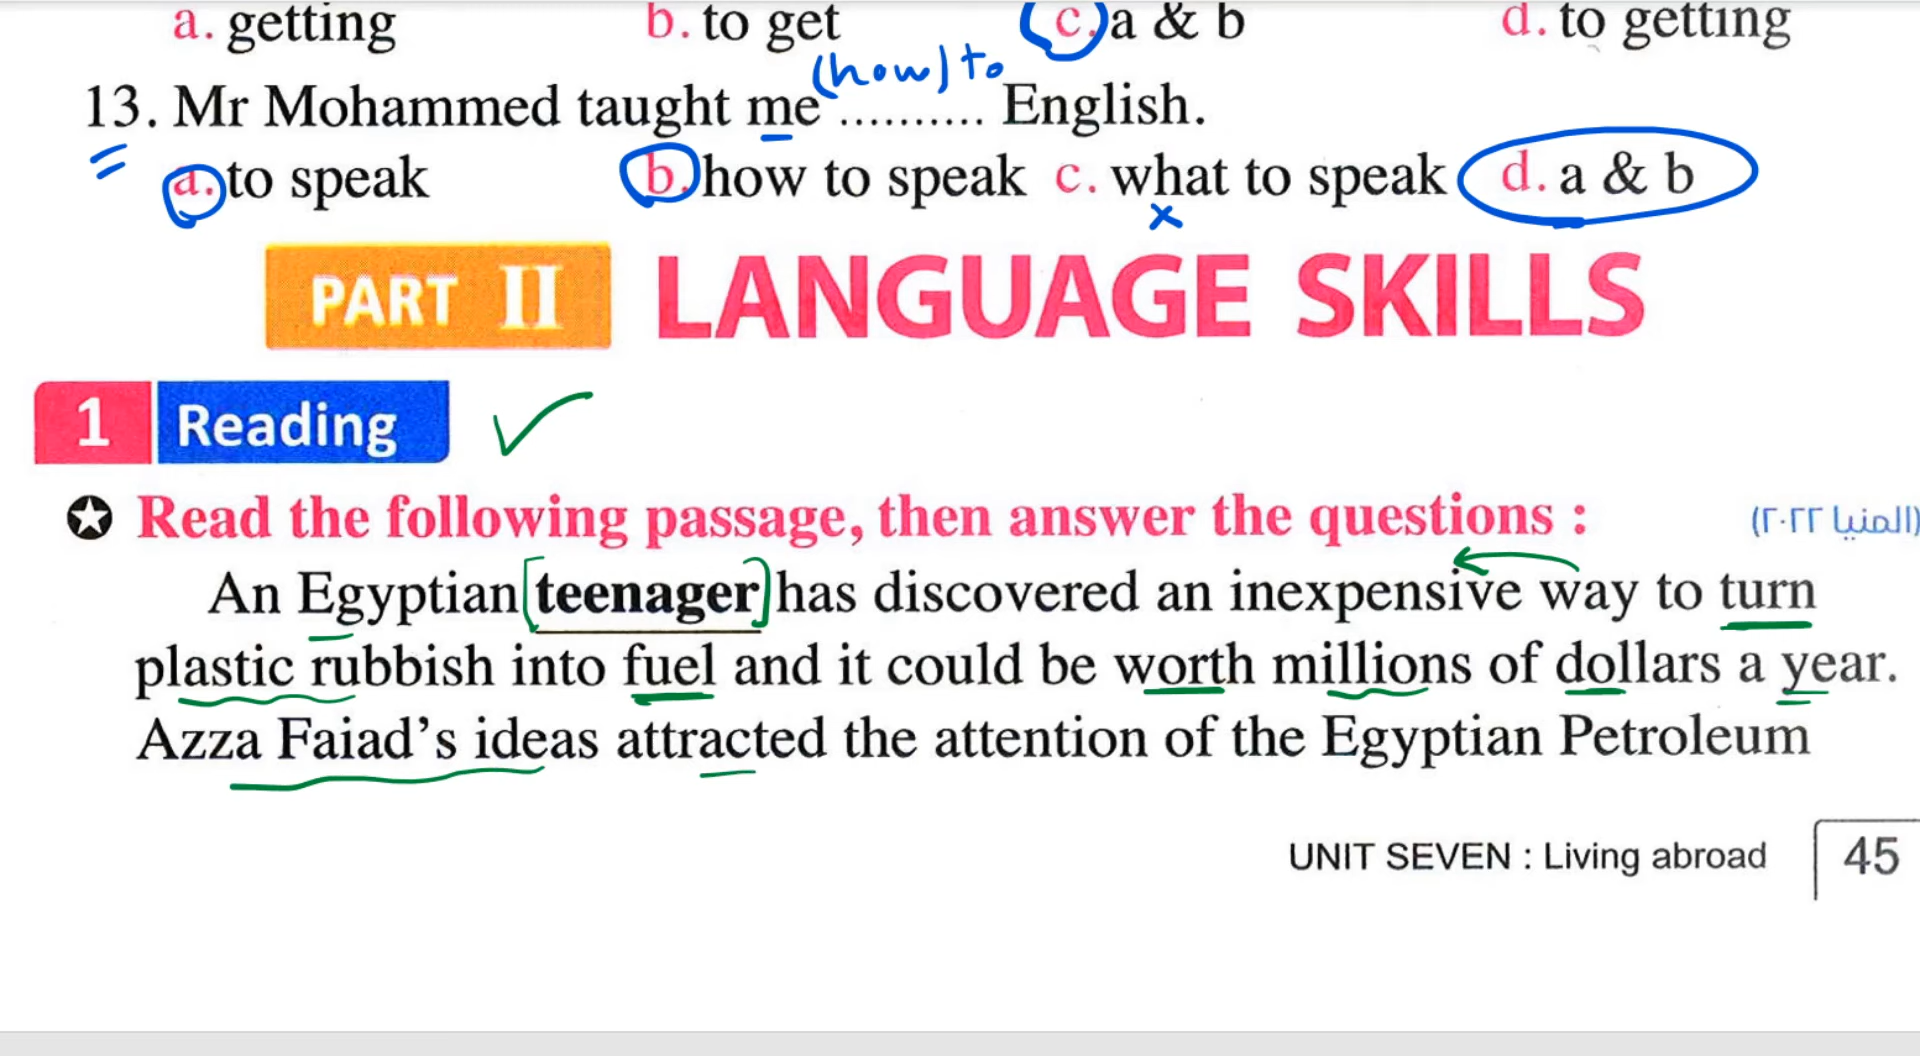 a. getting b. to get c. a & b d. to getting
(how) to
13. Mr Mohammed taught me .......... English.
a. to speak b. how to speak c. what to speak d. a & b
PART II LANGUAGE SKILLS
1 Reading
Read the following passage, then answer the questions : (المنيا ٢٠٢٢)
An Egyptian [teenager] has discovered an inexpensive way to turn
plastic rubbish into fuel and it could be worth millions of dollars a year.
Azza Faiad's ideas attracted the attention of the Egyptian Petroleum
UNIT SEVEN : Living abroad 45